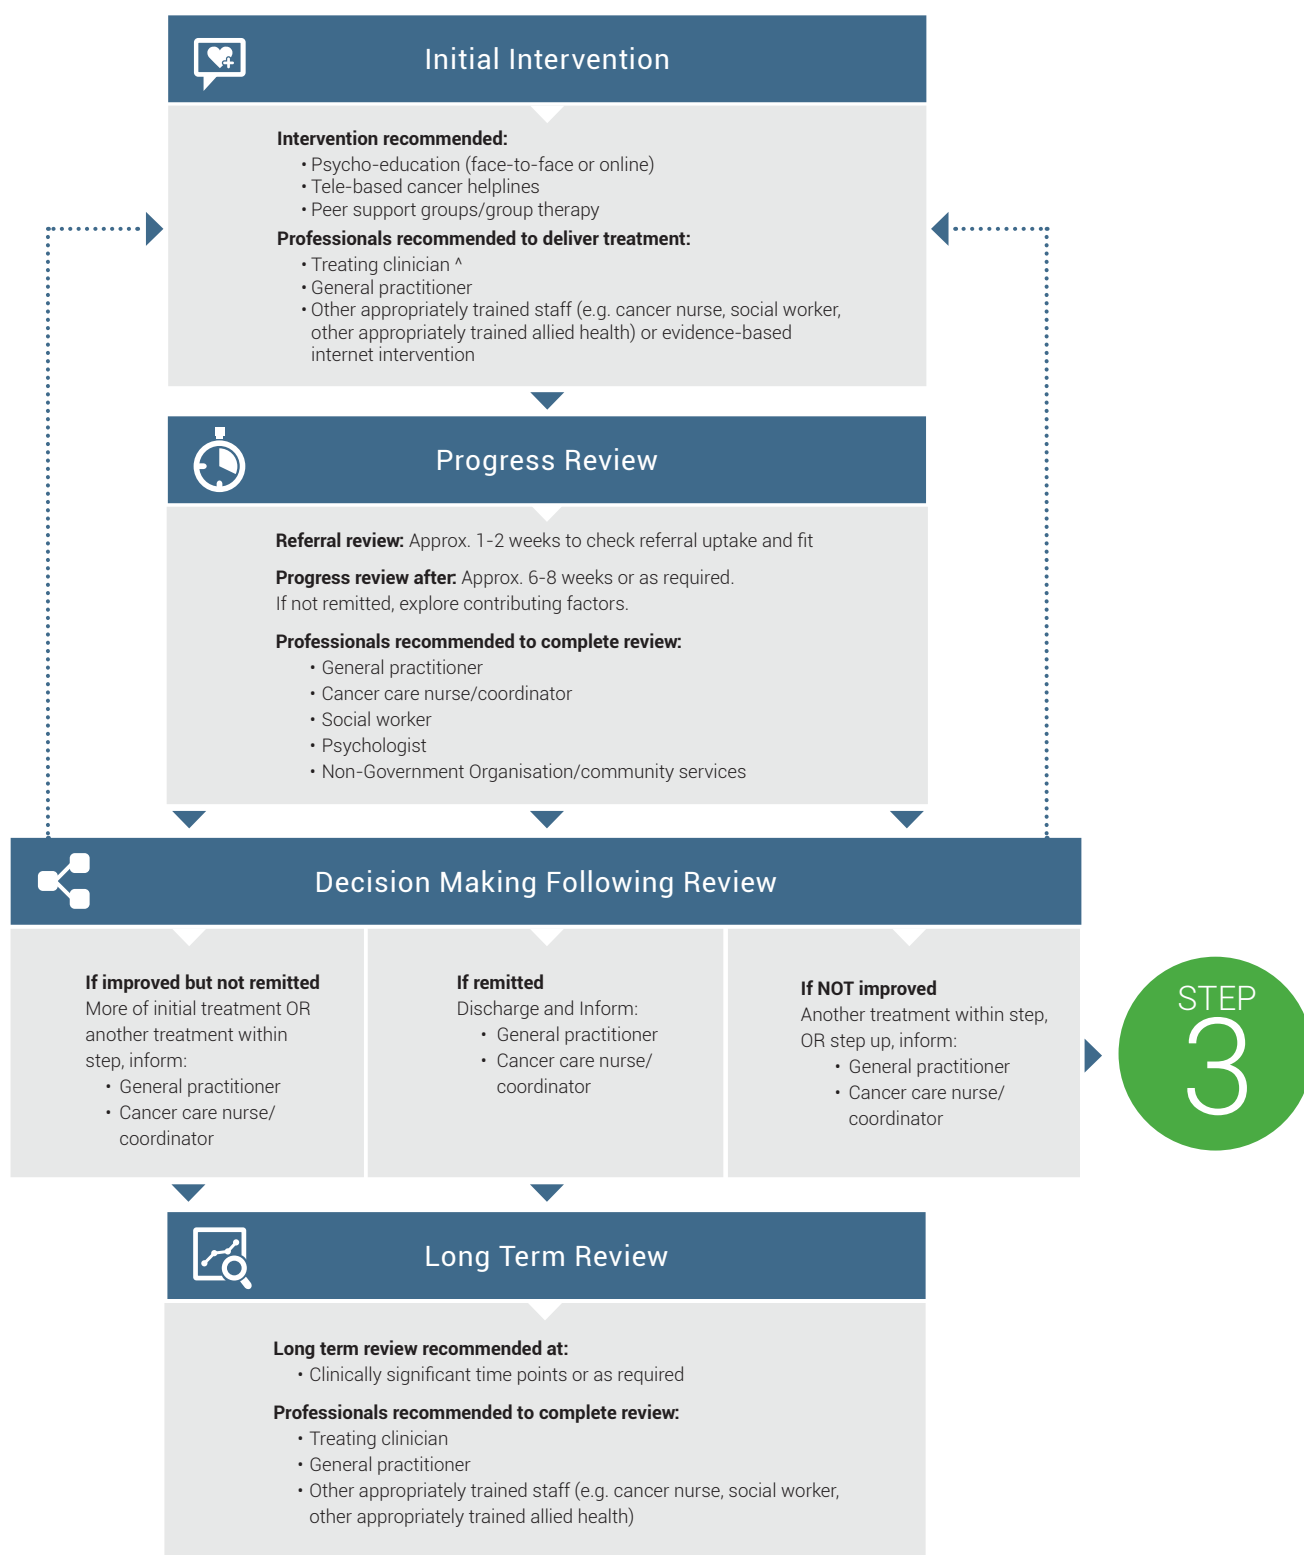 Initial Intervention
Intervention recommended:
• Psycho-education (face-to-face or online)
• Tele-based cancer helplines
• Peer support groups/group therapy
Professionals recommended to deliver treatment:
• Treating clinician ^
• General practitioner
• Other appropriately trained staff (e.g. cancer nurse, social worker,
other appropriately trained allied health) or evidence-based
internet intervention
Progress Review
Referral review: Approx. 1-2 weeks to check referral uptake and fit
Progress review after: Approx. 6-8 weeks or as required.
If not remitted, explore contributing factors.
Professionals recommended to complete review:
• General practitioner
• Cancer care nurse/coordinator
• Social worker
• Psychologist
• Non-Government Organisation/community services
Decision Making Following Review
If improved but not remitted
More of initial treatment OR
another treatment within
step, inform:
• General practitioner
• Cancer care nurse/
coordinator
If remitted
Discharge and Inform:
• General practitioner
• Cancer care nurse/
coordinator
If NOT improved
Another treatment within step,
OR step up, inform:
• General practitioner
• Cancer care nurse/
coordinator
STEP
3
Long Term Review
Long term review recommended at:
• Clinically significant time points or as required
Professionals recommended to complete review:
• Treating clinician
• General practitioner
• Other appropriately trained staff (e.g. cancer nurse, social worker,
other appropriately trained allied health)